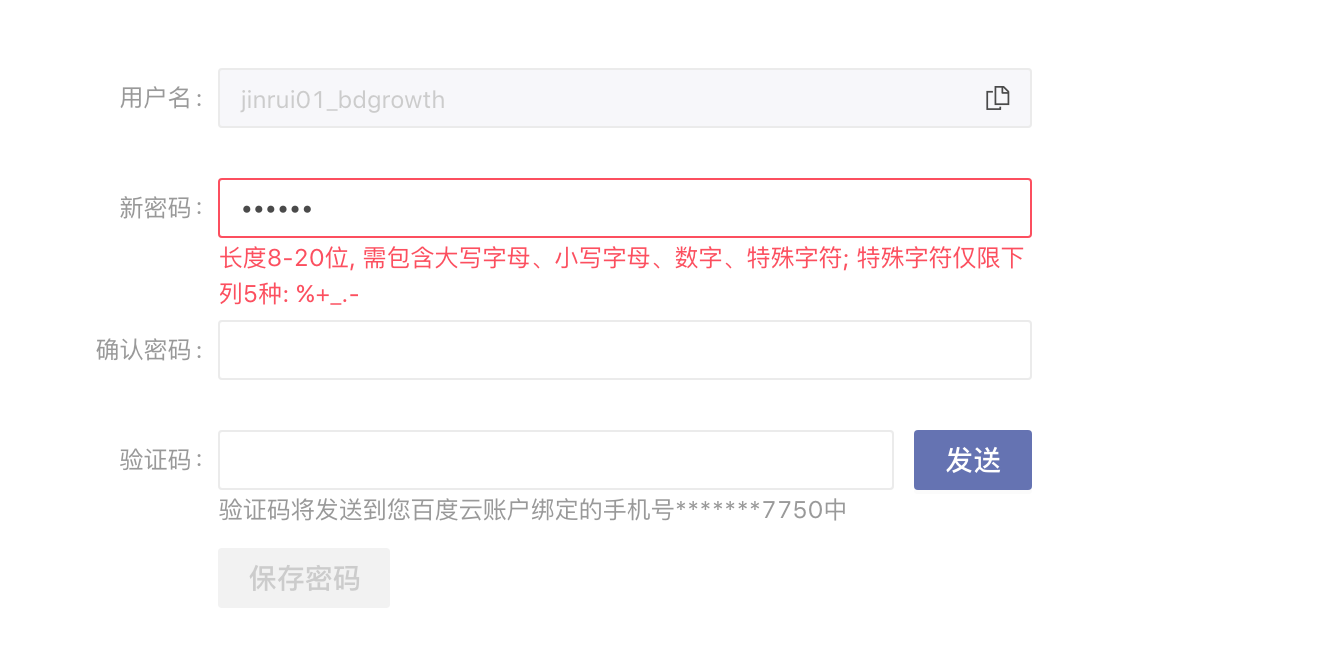 用户名: jinrui01_bdgrowth
新密码: ••••••
长度8-20位, 需包含大写字母、小写字母、数字、特殊字符; 特殊字符仅限下
列5种: %+_.-
确认密码:
验证码: 发送
验证码将发送到您百度云账户绑定的手机号*******7750中
保存密码